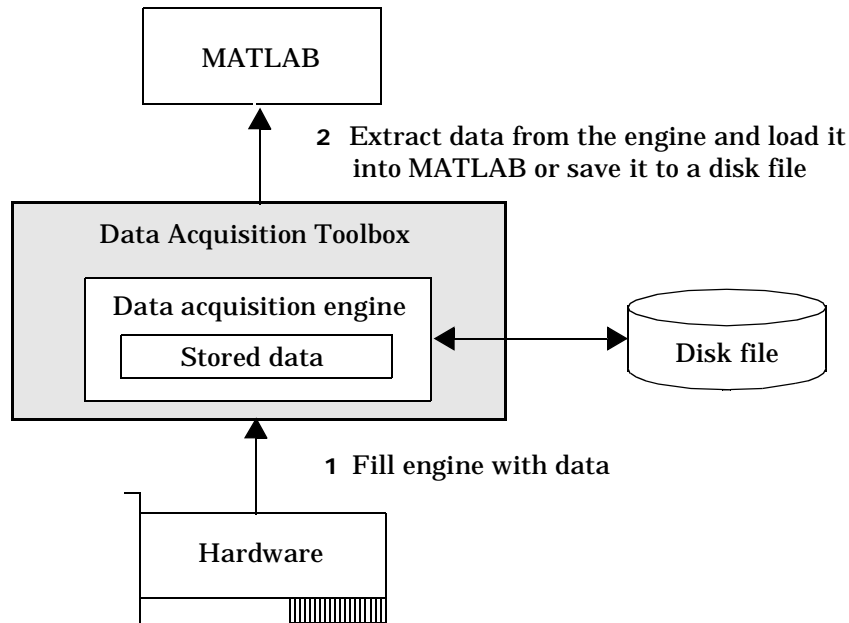 MATLAB
2 Extract data from the engine and load it
into MATLAB or save it to a disk file
Data Acquisition Toolbox
Data acquisition engine
Stored data
Disk file
1 Fill engine with data
Hardware